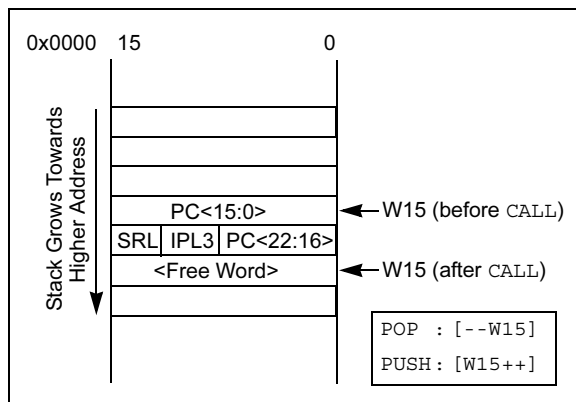 0x0000 15 0
Stack Grows Towards
Higher Address
PC<15:0>
W15 (before CALL)
SRL IPL3 PC<22:16>
<Free Word>
W15 (after CALL)
POP : [--W15]
PUSH: [W15++]